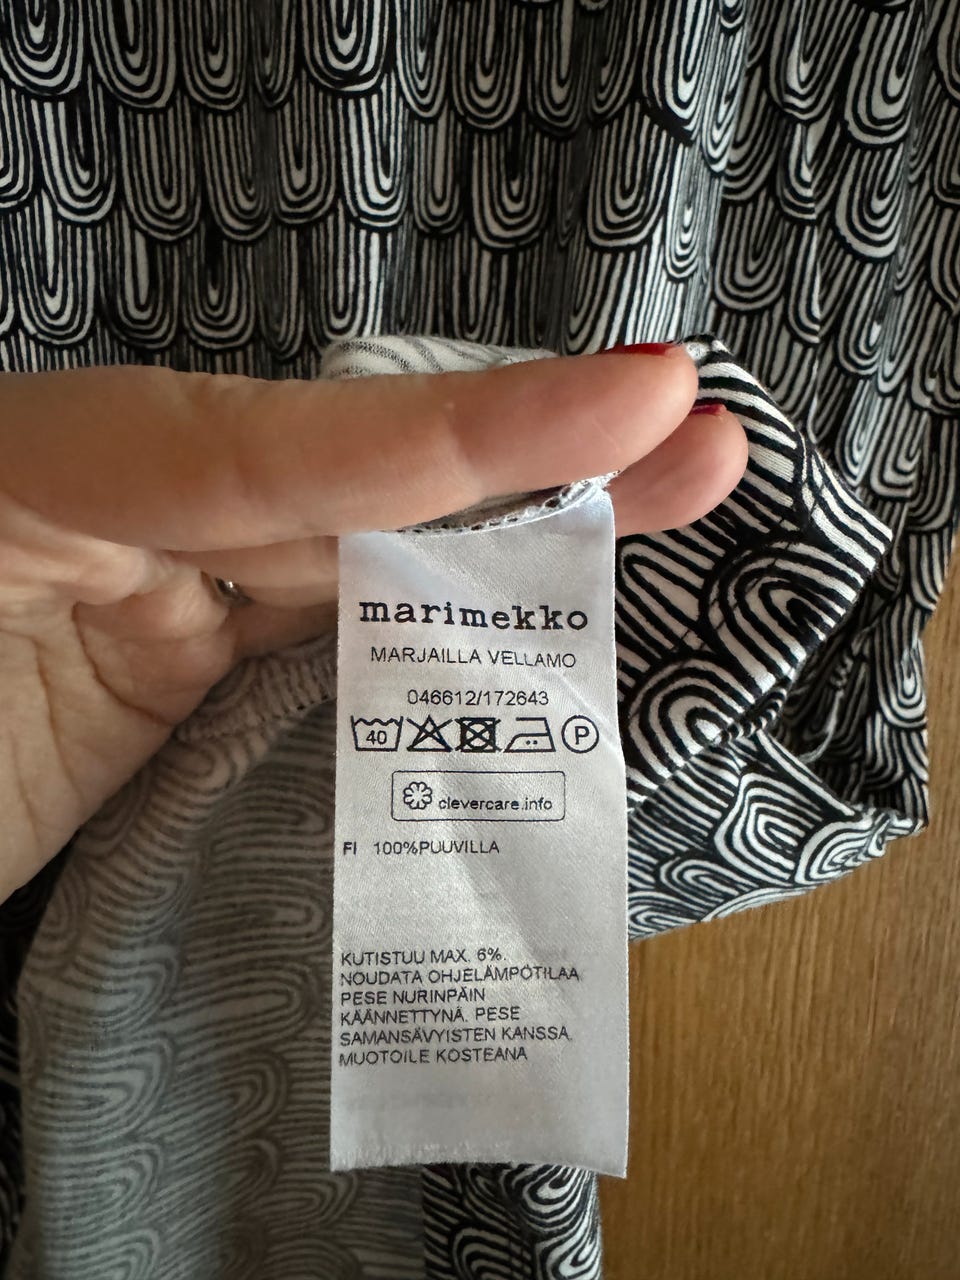 marimekko
MARJAILLA VELLAMO
046612/172643
40 P
clevercare.info
FI 100%PUUVILLA
KUTISTUU MAX. 6%.
NOUDATA OHJELÄMPÖTILAA.
PESE NURINPÄIN
KÄÄNNETTYNÄ. PESE
SAMANSÄVYISTEN KANSSA.
MUOTOILE KOSTEANA